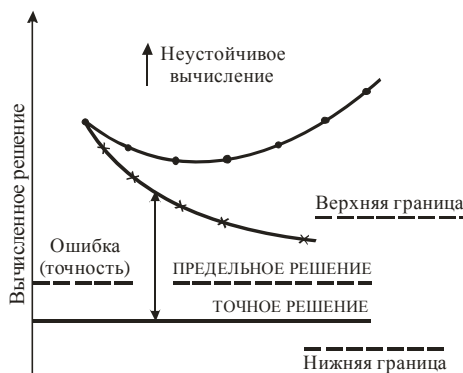 Неустойчивое
вычисление
Вычисленное решение
Верхняя граница
Ошибка
(точность)
ПРЕДЕЛЬНОЕ РЕШЕНИЕ
ТОЧНОЕ РЕШЕНИЕ
Нижняя граница